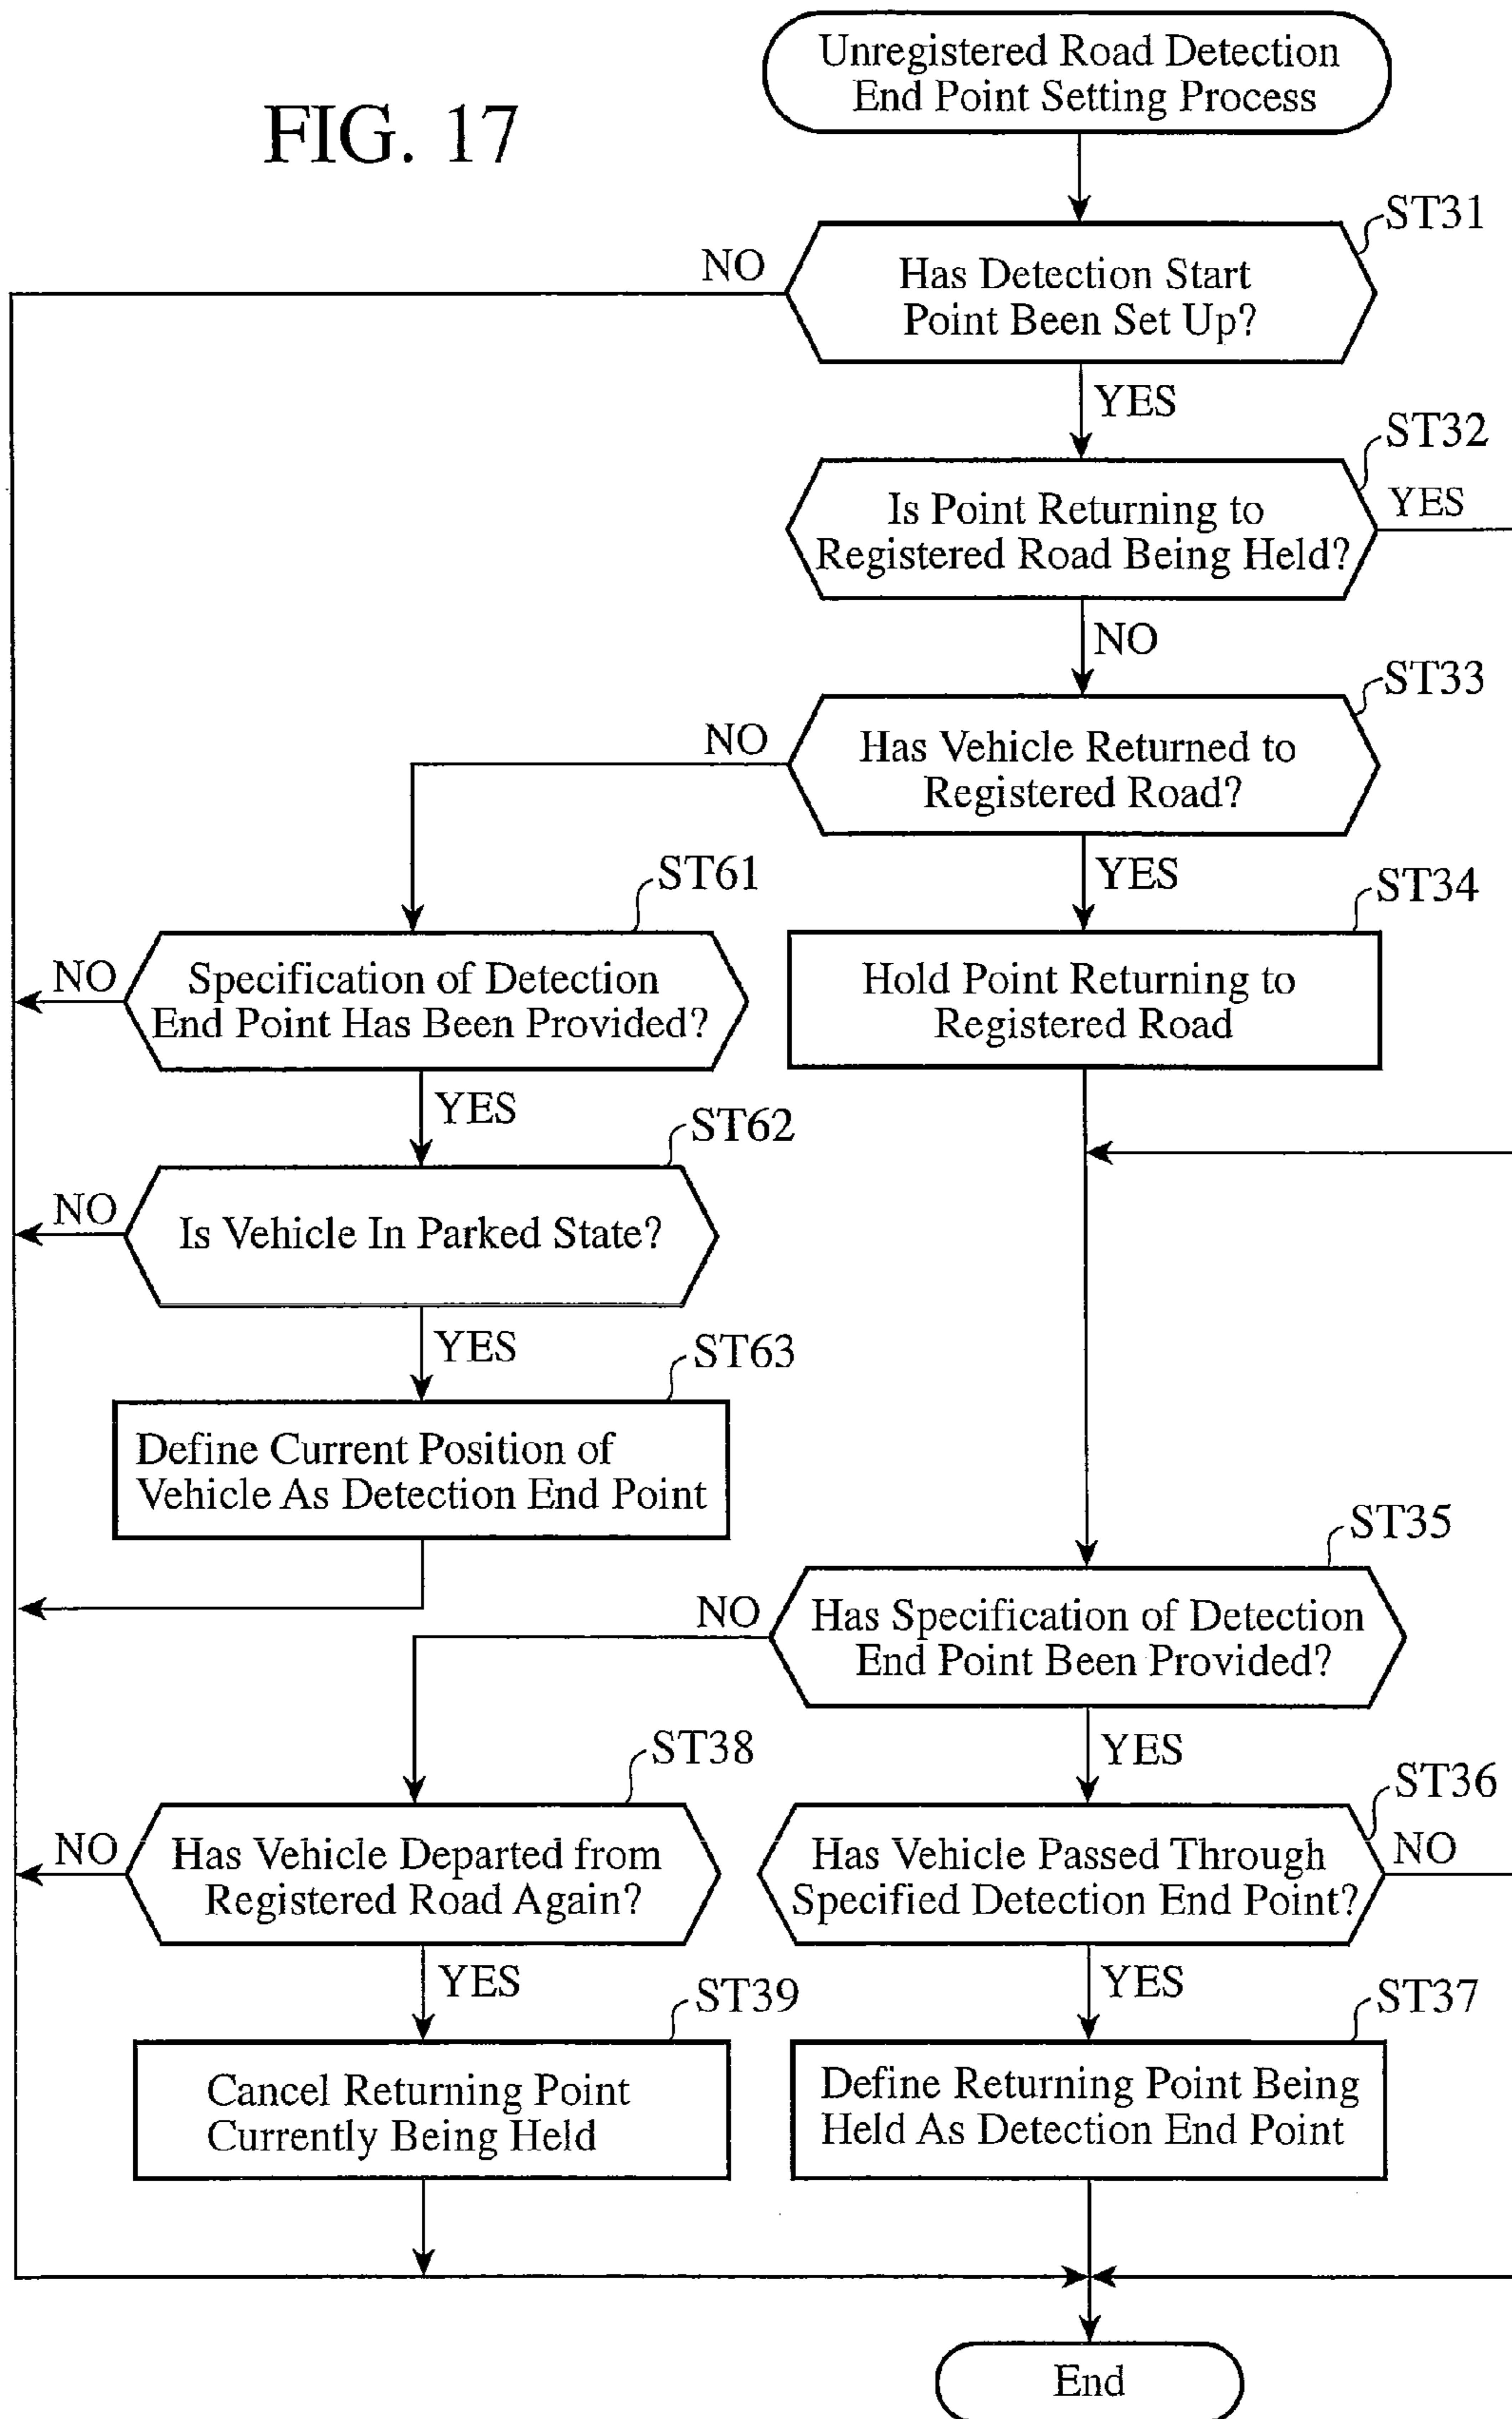 FIG. 17
Unregistered Road Detection
End Point Setting Process
ST31
NO
Has Detection Start
Point Been Set Up?
YES
ST32
Is Point Returning to
Registered Road Being Held?
YES
NO
ST33
NO
Has Vehicle Returned to
Registered Road?
YES
ST61
ST34
NO
Specification of Detection
End Point Has Been Provided?
Hold Point Returning to
Registered Road
YES
ST62
NO
Is Vehicle In Parked State?
YES
ST63
Define Current Position of
Vehicle As Detection End Point
ST35
NO
Has Specification of Detection
End Point Been Provided?
YES
ST38
ST36
NO
Has Vehicle Departed from
Registered Road Again?
Has Vehicle Passed Through
Specified Detection End Point?
NO
YES
YES
ST39
ST37
Cancel Returning Point
Currently Being Held
Define Returning Point Being
Held As Detection End Point
End